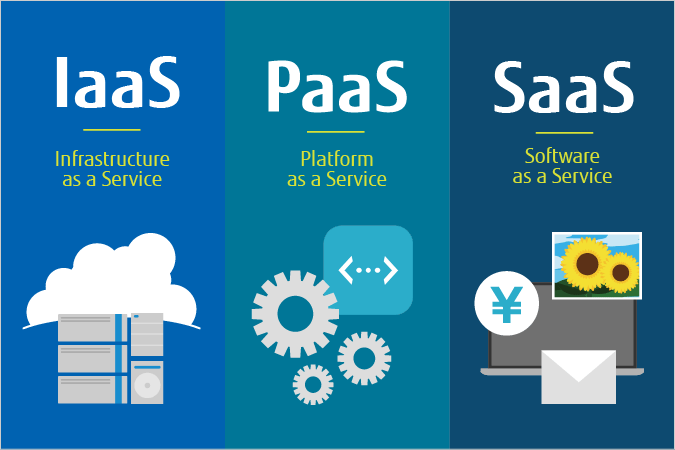 IaaS
Infrastructure
as a Service
PaaS
Platform
as a Service
SaaS
Software
as a Service
¥